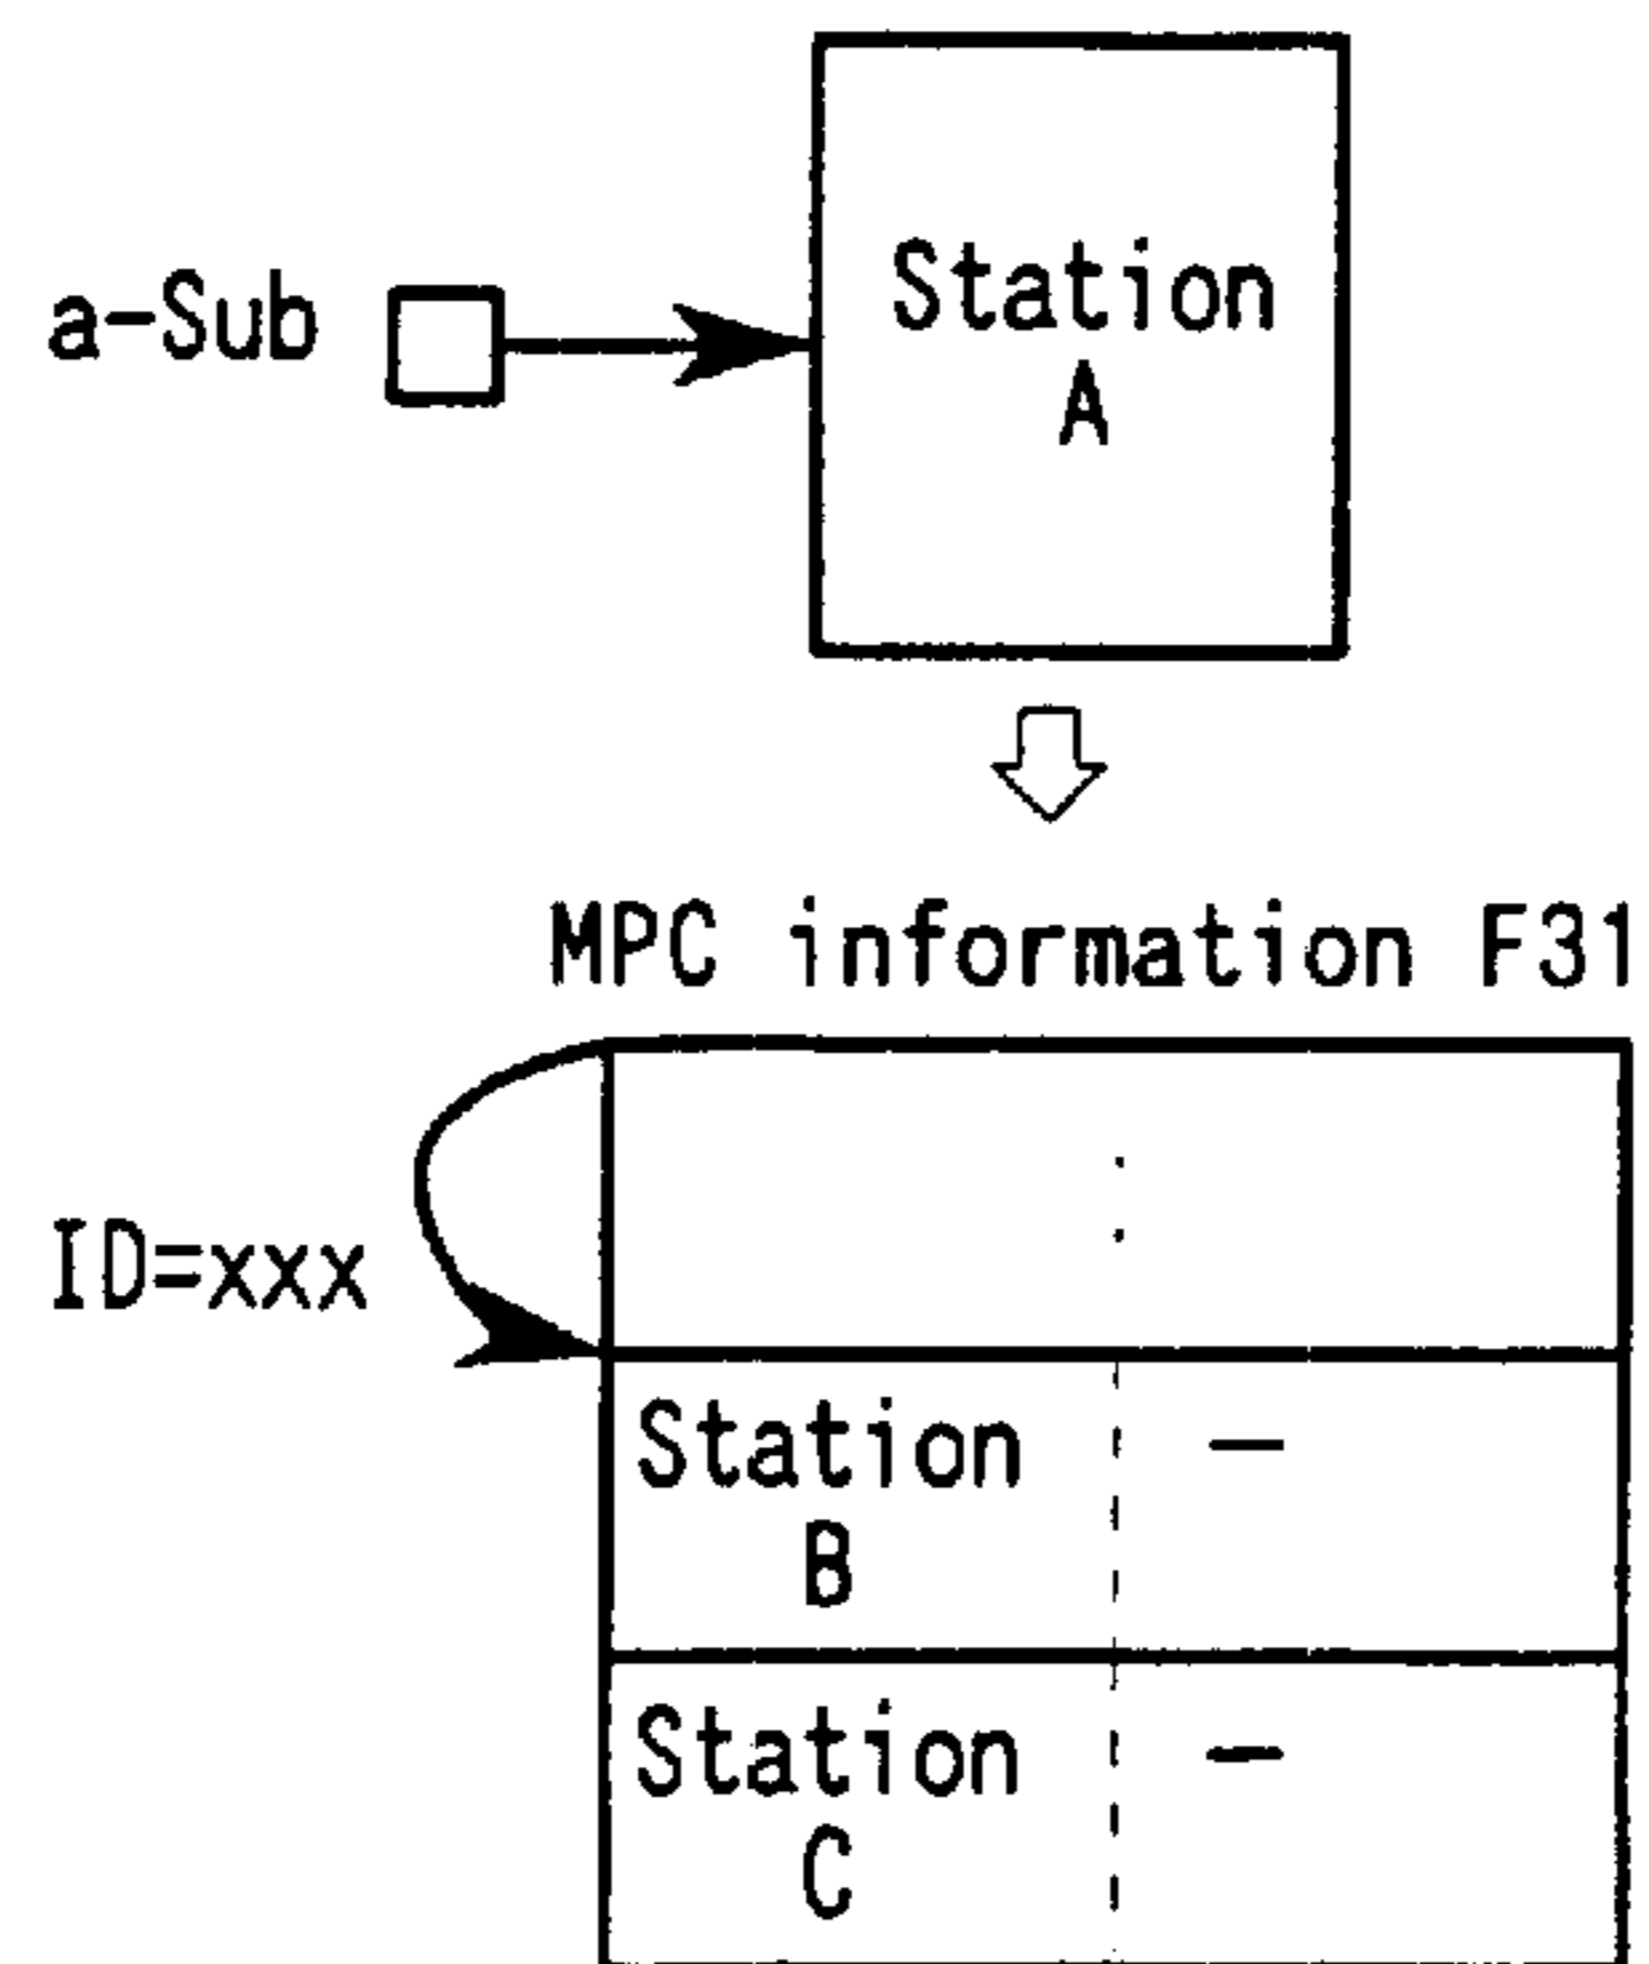 a-Sub
Station
A
MPC information F31
:
ID=xxx
Station
B
—
Station
C
—